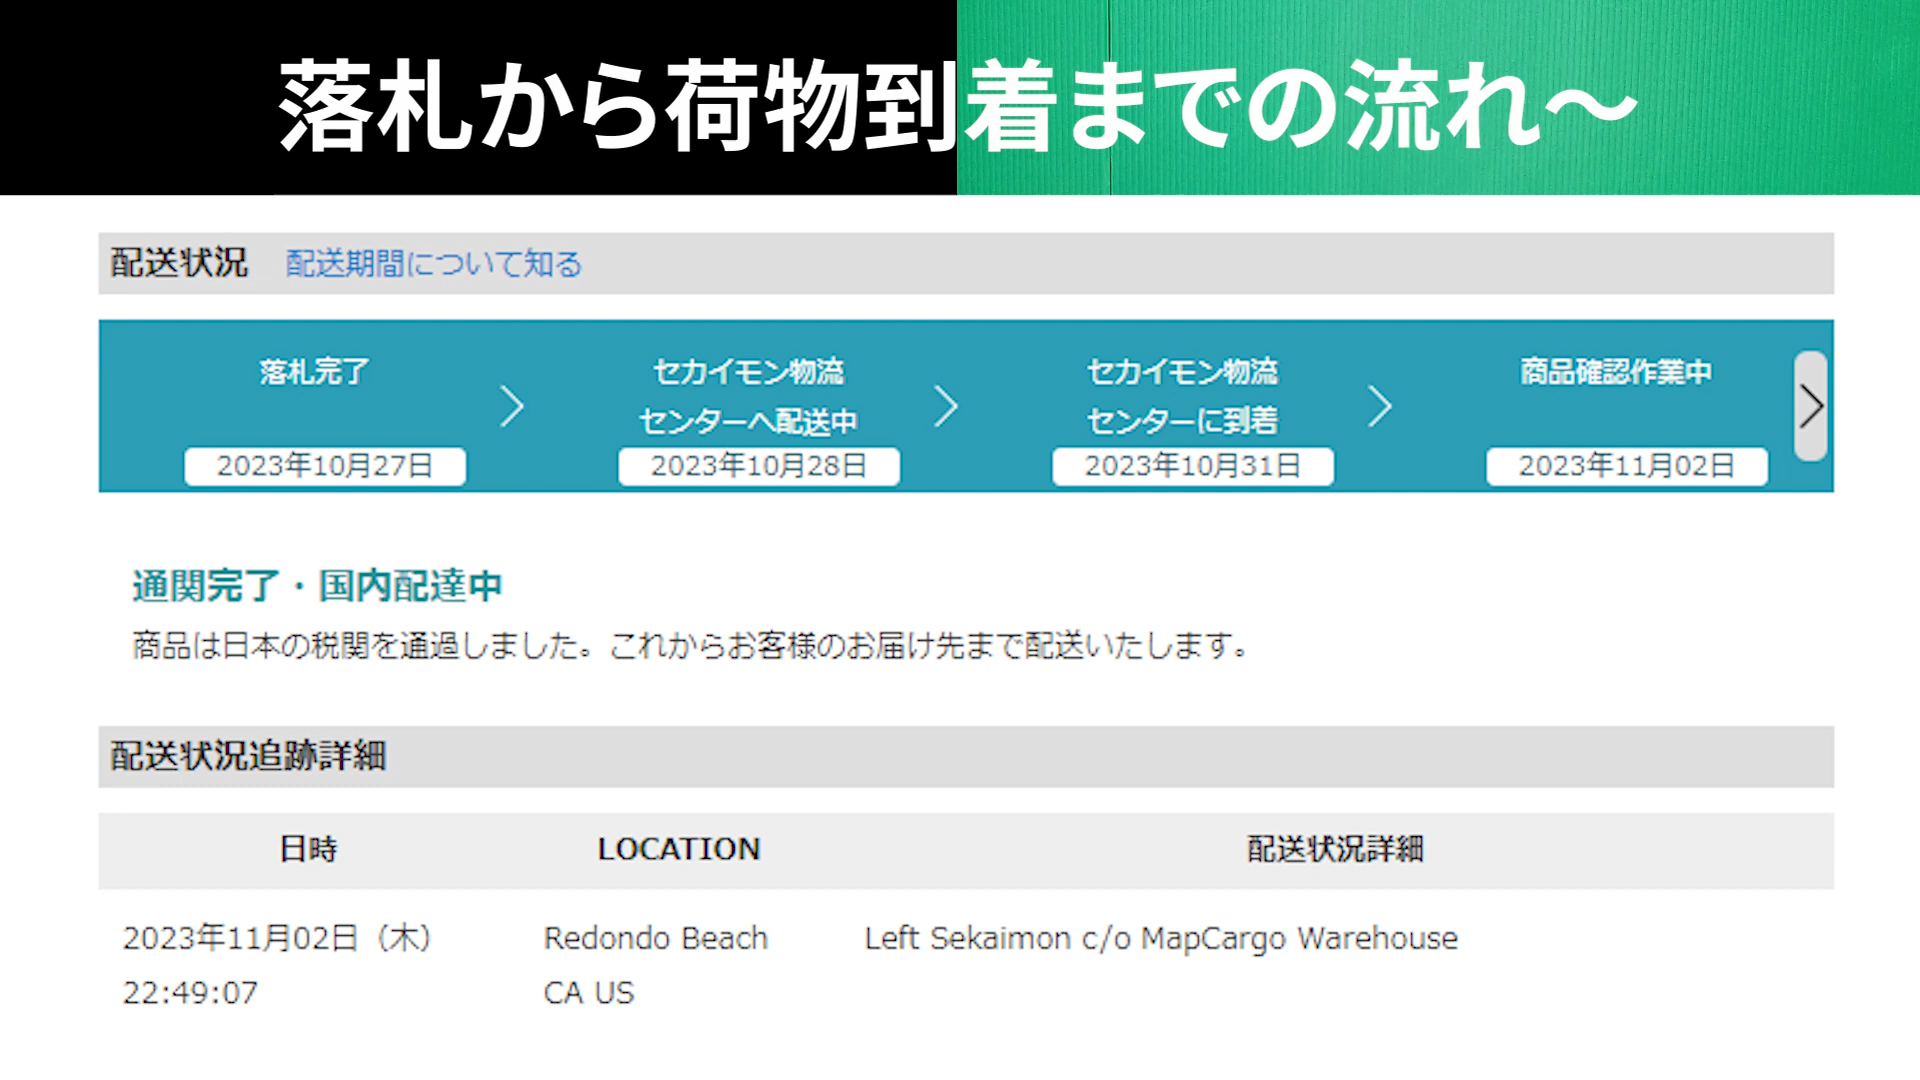 落札から荷物到着までの流れ～
配送状況 配送期間について知る
落札完了
2023年10月27日
セカイモン物流
センターへ配送中
2023年10月28日
セカイモン物流
センターに到着
2023年10月31日
商品確認作業中
2023年11月02日
通関完了・国内配達中
商品は日本の税関を通過しました。これからお客様のお届け先まで配送いたします。
配送状況追跡詳細
日時 LOCATION 配送状況詳細
2023年11月02日（木） Redondo Beach Left Sekaimon c/o MapCargo Warehouse
22:49:07 CA US